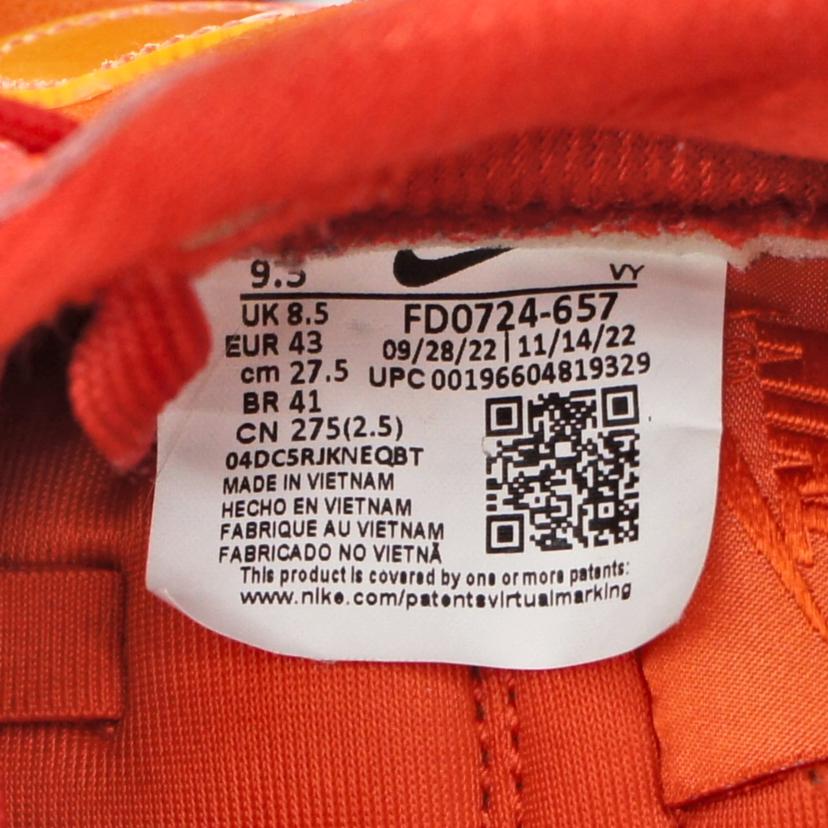 9.5 VY
UK 8.5 FD0724-657
EUR 43 09/28/22 | 11/14/22
cm 27.5 UPC 00196604819329
BR 41
CN 275(2.5)
04DC5RJKNEQBT
MADE IN VIETNAM
HECHO EN VIETNAM
FABRIQUE AU VIETNAM
FABRICADO NO VIETNÃ
This product is covered by one or more patents:
www.nike.com/patentsvirtualmarking